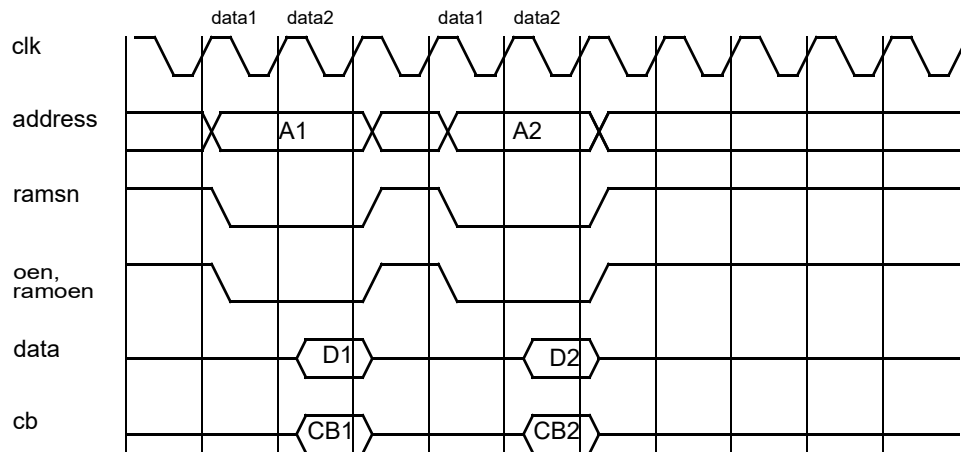 data1 data2 data1 data2
clk
address A1 A2
ramsn
oen,
ramoen
data D1 D2
cb CB1 CB2